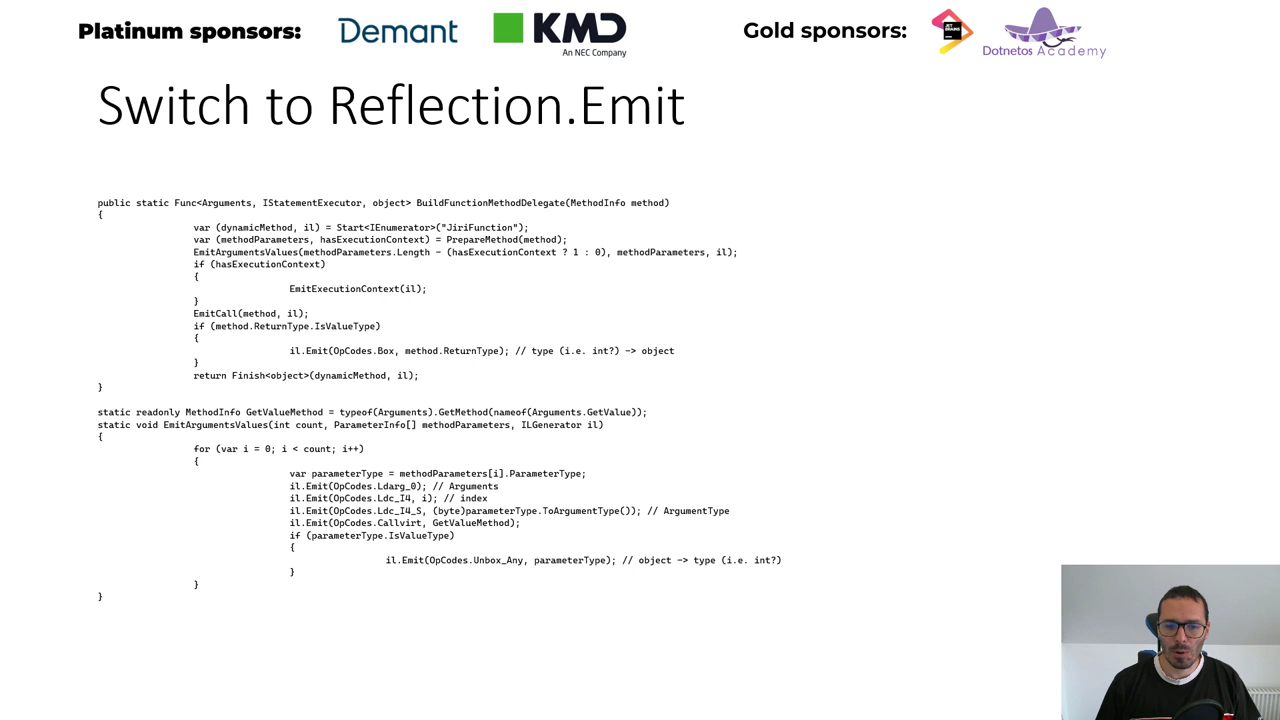 Platinum sponsors:
Demant
KMD
An NEC Company
Gold sponsors:
JET
BRAINS
Dotnetos Academy
Switch to Reflection.Emit
public static Func<Arguments, IStatementExecutor, object> BuildFunctionMethodDelegate(MethodInfo method)
{
var (dynamicMethod, il) = Start<IEnumerator>("JiriFunction");
var (methodParameters, hasExecutionContext) = PrepareMethod(method);
EmitArgumentsValues(methodParameters.Length - (hasExecutionContext ? 1 : 0), methodParameters, il);
if (hasExecutionContext)
{
EmitExecutionContext(il);
}
EmitCall(method, il);
if (method.ReturnType.IsValueType)
{
il.Emit(OpCodes.Box, method.ReturnType); // type (i.e. int?) -> object
}
return Finish<object>(dynamicMethod, il);
}
static readonly MethodInfo GetValueMethod = typeof(Arguments).GetMethod(nameof(Arguments.GetValue));
static void EmitArgumentsValues(int count, ParameterInfo[] methodParameters, ILGenerator il)
{
for (var i = 0; i < count; i++)
{
var parameterType = methodParameters[i].ParameterType;
il.Emit(OpCodes.Ldarg_0); // Arguments
il.Emit(OpCodes.Ldc_I4, i); // index
il.Emit(OpCodes.Ldc_I4_S, (byte)parameterType.ToArgumentType()); // ArgumentType
il.Emit(OpCodes.Callvirt, GetValueMethod);
if (parameterType.IsValueType)
{
il.Emit(OpCodes.Unbox_Any, parameterType); // object -> type (i.e. int?)
}
}
}